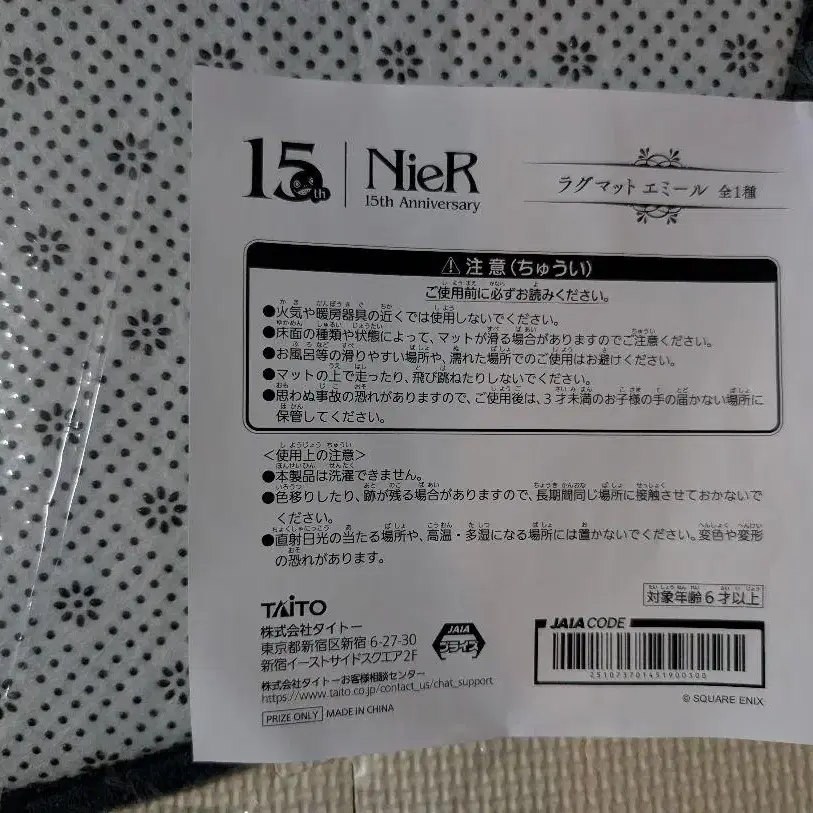 15th
NieR
15th Anniversary
ラグマット エミール 全1種
⚠注意(ちゅうい)
ご使用前に必ずお読みください。
●火気や暖房器具の近くでは使用しないでください。
●床面の種類や状態によって、マットが滑る場合がありますのでご注意ください。
●お風呂等の滑りやすい場所や、濡れた場所でのご使用はお避けください。
●マットの上で走ったり、飛び跳ねたりしないでください。
●思わぬ事故の恐れがありますので、ご使用後は、3才未満のお子様の手の届かない場所に
保管してください。
<使用上の注意>
●本製品は洗濯できません。
●色移りしたり、跡が残る場合がありますので、長期間同じ場所に接触させておかないで
ください。
●直射日光の当たる場所や、高温・多湿になる場所には置かないでください。変色や変形
の恐れがあります。
対象年齢6才以上
TAITO
株式会社タイトー
東京都新宿区新宿 6-27-30
新宿イーストサイドスクエア2F
JAIA
プライズ
株式会社タイトーお客様相談センター
https://www.taito.co.jp/contact_us/chat_support
PRIZE ONLY MADE IN CHINA
JAIA CODE
251073701451900300
© SQUARE ENIX